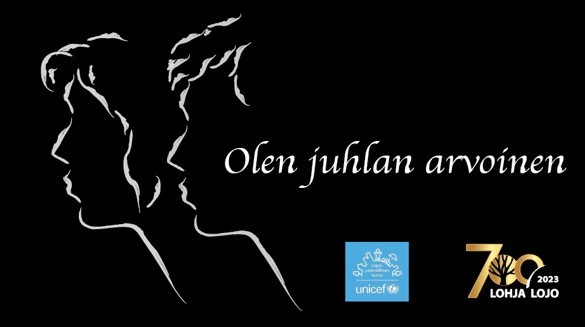 Olen juhlan arvoinen
unicef
700
2023
LOHJA LOJO